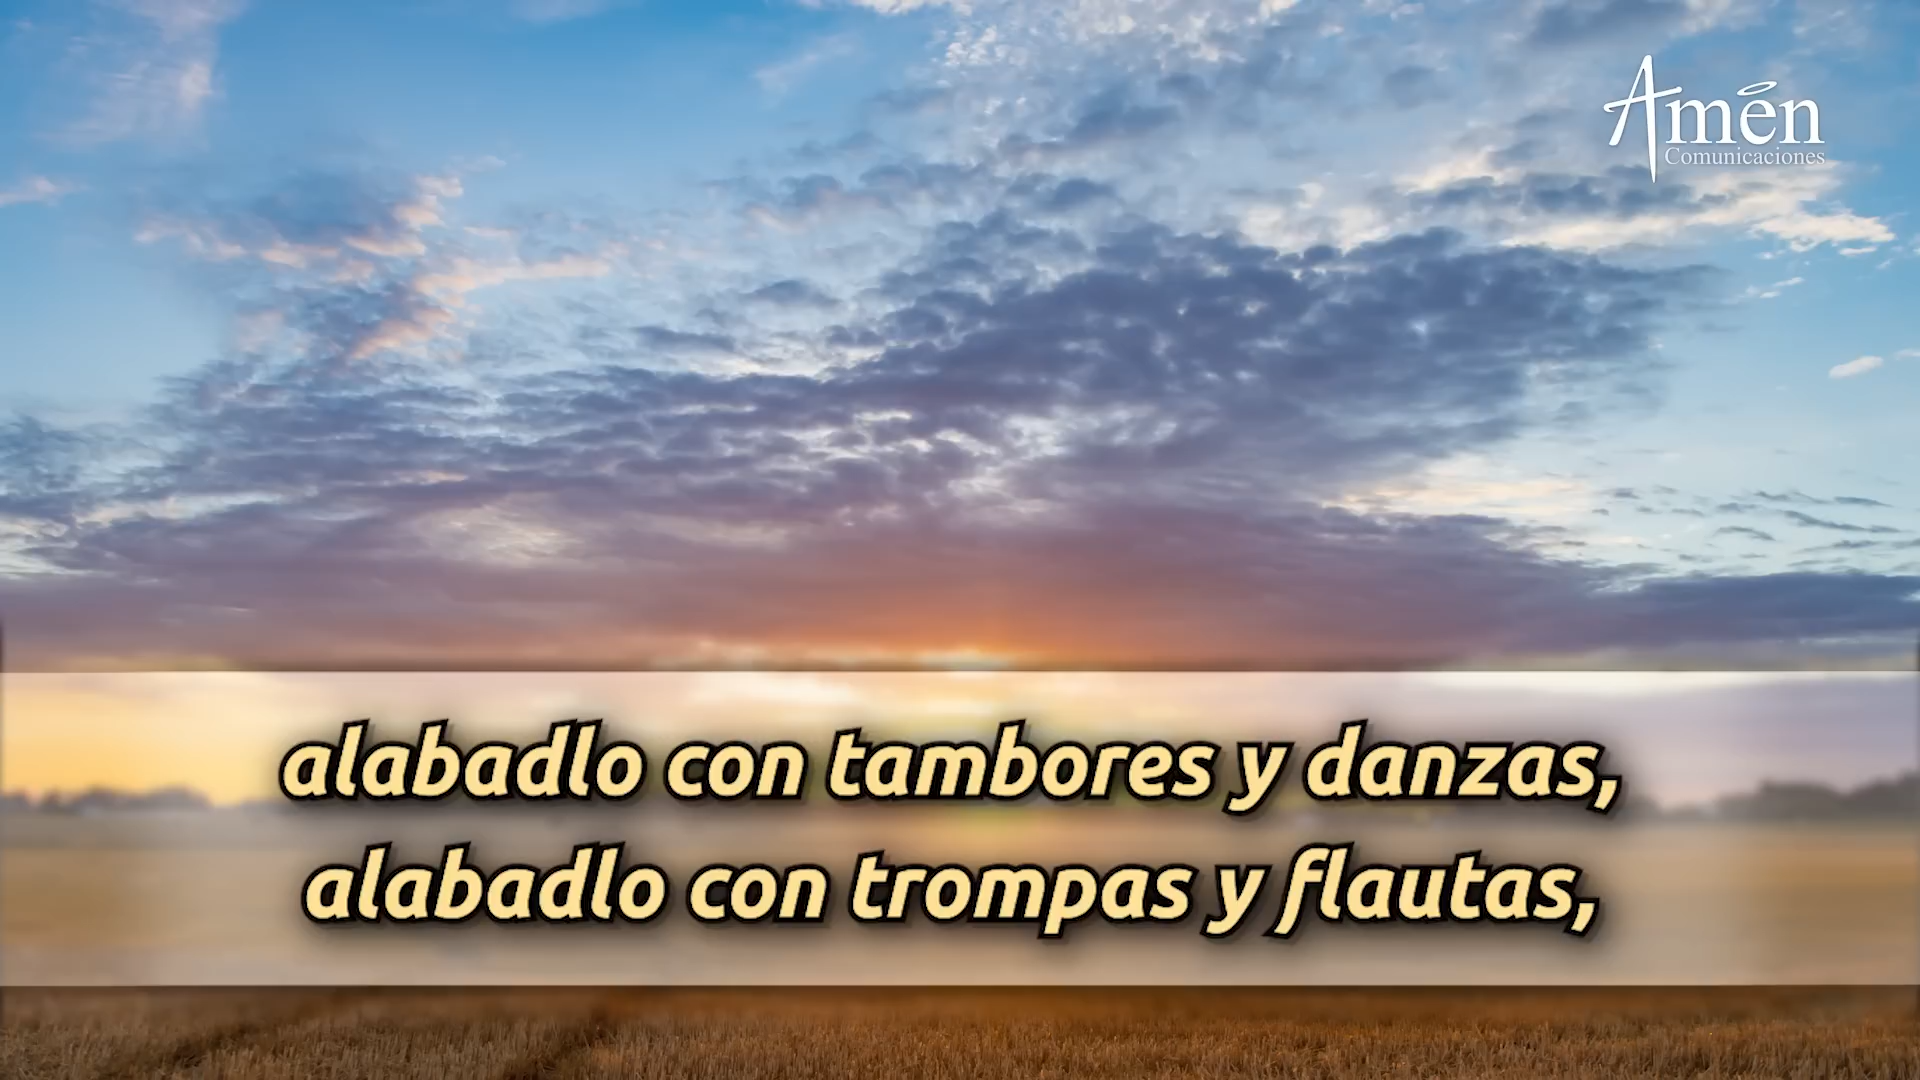 Amén
Comunicaciones
alabadlo con tambores y danzas,
alabadlo con trompas y flautas,